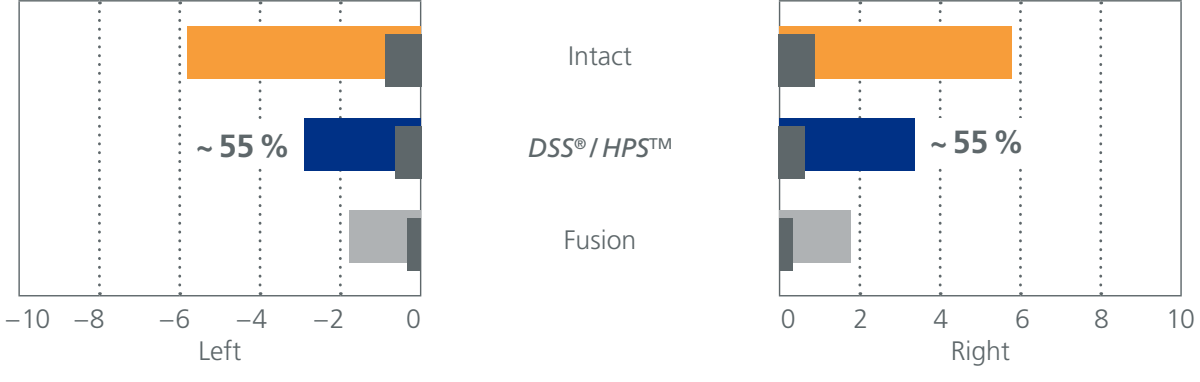 Intact
~ 55 %
DSS®/HPS™
~ 55 %
Fusion
−10 −8 −6 −4 −2 0
0 2 4 6 8 10
Left
Right